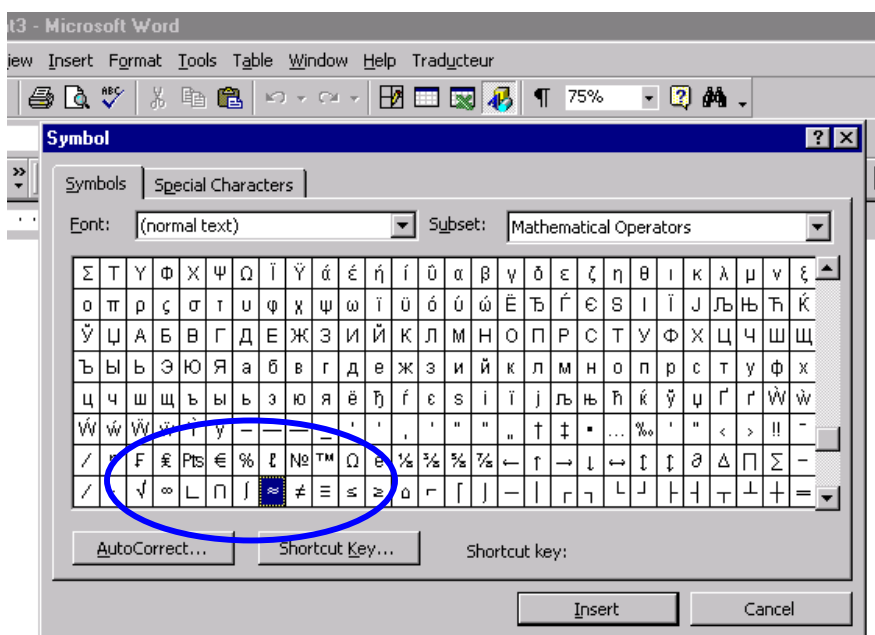 t3 - Microsoft Word
iew Insert Format Tools Table Window Help Traducteur
ABC 75%
Symbol
Symbols Special Characters
Font: (normal text) Subset: Mathematical Operators
Σ Τ Υ Φ Χ Ψ Ω Ϊ Ϋ ά έ ή ί ΰ α β γ δ ε ζ η θ ι κ λ μ ν ξ
ο π ρ ς σ τ υ φ χ ψ ω ϊ ϋ ό ύ ώ Ё Ђ Ѓ Є Ѕ І Ї Ј Љ Њ Ћ Ќ
Ў Џ А Б В Г Д Е Ж З И Й К Л М Н О П Р С Т У Ф Х Ц Ч Ш Щ
Ъ Ы Ь Э Ю Я а б в г д е ж з и й к л м н о п р с т у ф х
ц ч ш щ ъ ы ь э ю я ё ђ ѓ є ѕ і ї ј љ њ ћ ќ ў џ Ґ ґ Ẁ ẁ
Ẃ ẃ Ẅ ẅ Ỳ ỳ – — ― ‗ ‘ ’ ‚ ‛ “ ” „ † ‡ • … ‰ ′ ″ ‹ › ‼ ‾
⁄ ₣ ₤ ₧ € % ℓ № ™ Ω ℮ ⅛ ⅜ ⅝ ⅞ ← ↑ → ↓ ↔ ↕ ↨ ∂ ∆ ∏ ∑ −
∕ √ ∞ ∟ ∩ ∫ ≈ ≠ ≡ ≤ ≥ ⌂ ⌐ ⌠ ⌡ ─ │ ┌ ┐ └ ┘ ├ ┤ ┬ ┴ ┼ ═
AutoCorrect... Shortcut Key... Shortcut key:
Insert Cancel